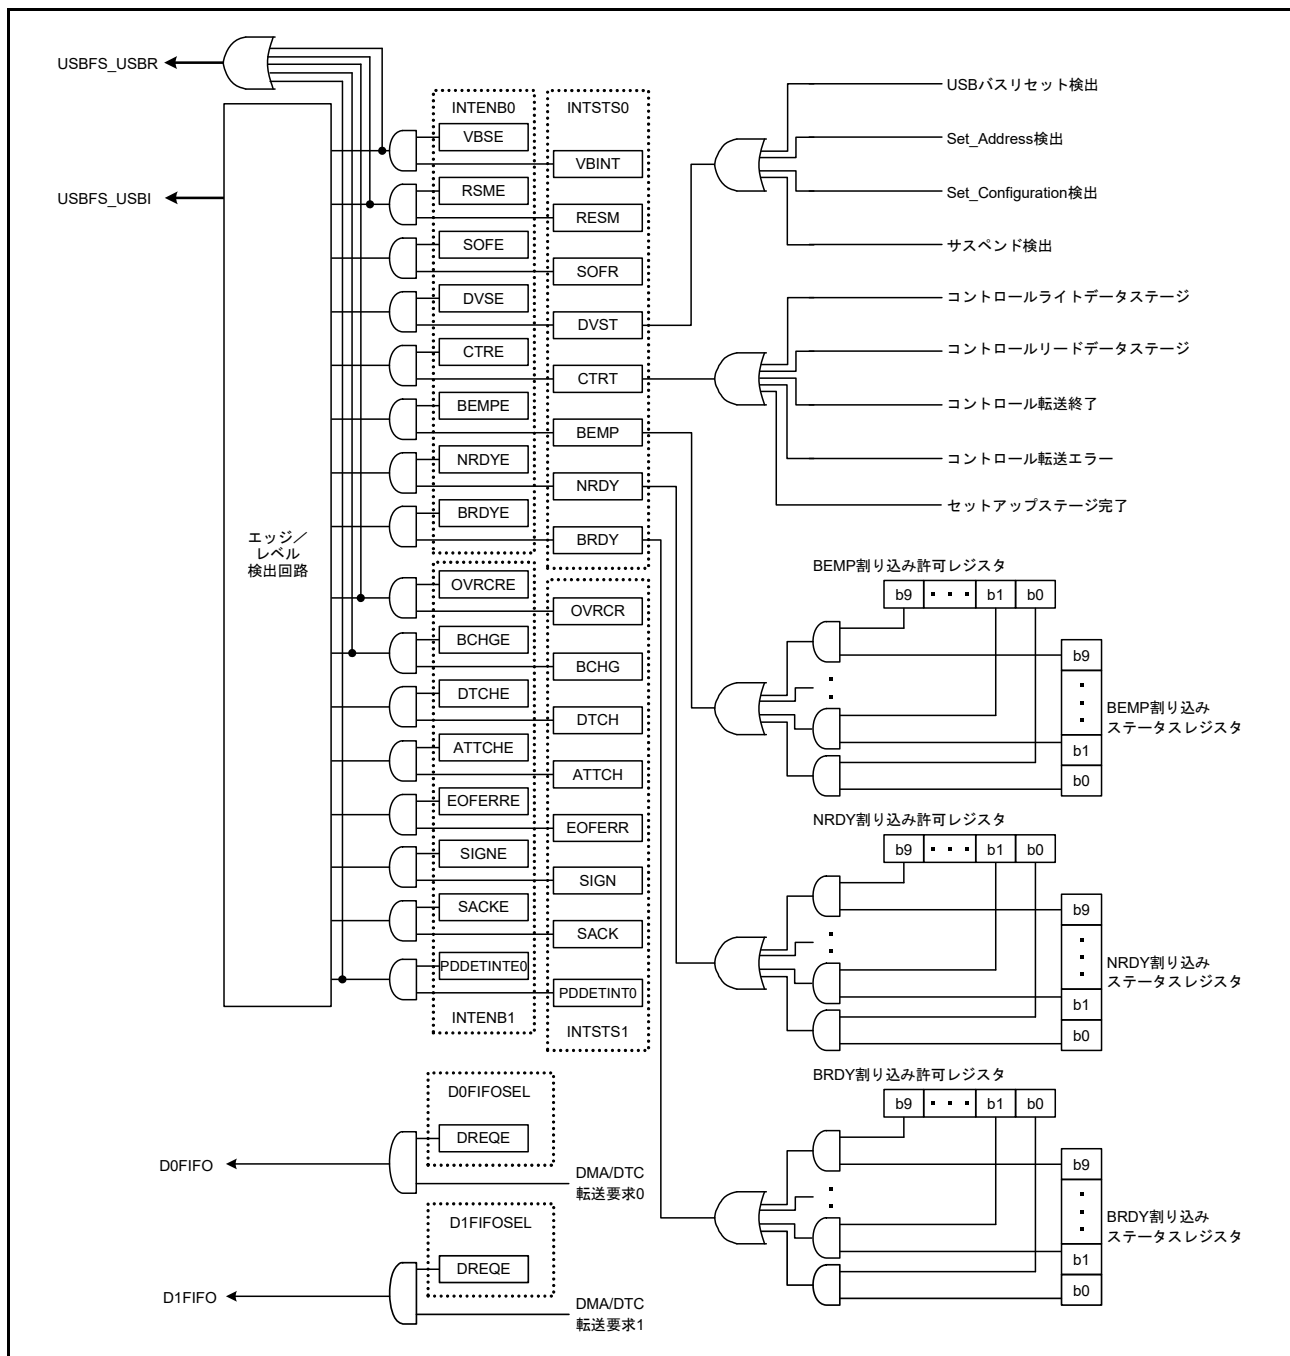 USBFS_USBR
USBFS_USBI
エッジ／
レベル
検出回路
INTENB0
VBSE
RSME
SOFE
DVSE
CTRE
BEMPE
NRDYE
BRDYE
OVRCRE
BCHGE
DTCHE
ATTCHE
EOFERRE
SIGNE
SACKE
PDDETINTE0
INTENB1
INTSTS0
VBINT
RESM
SOFR
DVST
CTRT
BEMP
NRDY
BRDY
OVRCR
BCHG
DTCH
ATTCH
EOFERR
SIGN
SACK
PDDETINT0
INTSTS1
USBバスリセット検出
Set_Address検出
Set_Configuration検出
サスペンド検出
コントロールライトデータステージ
コントロールリードデータステージ
コントロール転送終了
コントロール転送エラー
セットアップステージ完了
BEMP割り込み許可レジスタ
b9 ・・・ b1 b0
b9
・
・
・
b1
b0
BEMP割り込み
ステータスレジスタ
NRDY割り込み許可レジスタ
b9 ・・・ b1 b0
b9
・
・
・
b1
b0
NRDY割り込み
ステータスレジスタ
BRDY割り込み許可レジスタ
b9 ・・・ b1 b0
b9
・
・
・
b1
b0
BRDY割り込み
ステータスレジスタ
D0FIFOSEL
DREQE
D0FIFO
DMA/DTC
転送要求0
D1FIFOSEL
DREQE
D1FIFO
DMA/DTC
転送要求1